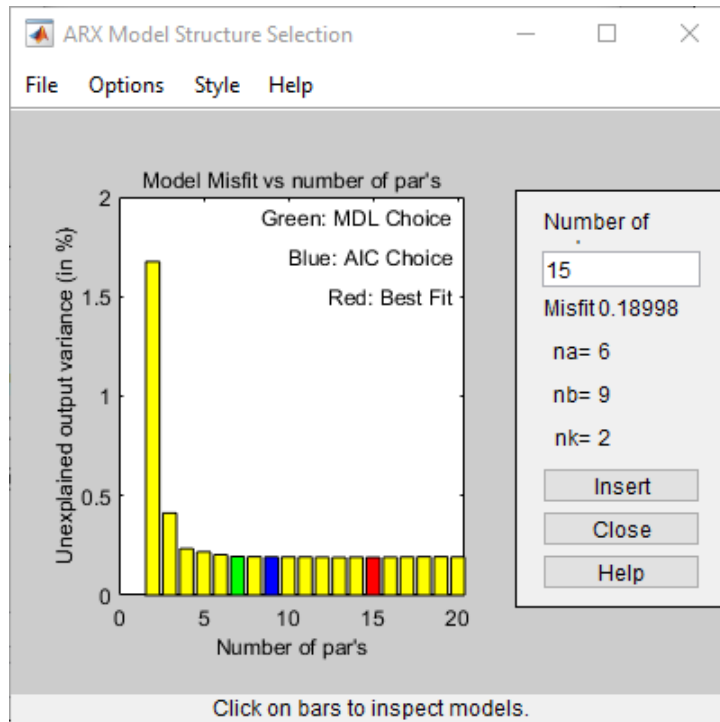 ARX Model Structure Selection
File Options Style Help
Model Misfit vs number of par's
Green: MDL Choice
Blue: AIC Choice
Red: Best Fit
Unexplained output variance (in %)
2
1.5
1
0.5
0
0 5 10 15 20
Number of par's
Number of
15
Misfit 0.18998
na= 6
nb= 9
nk= 2
Insert
Close
Help
Click on bars to inspect models.